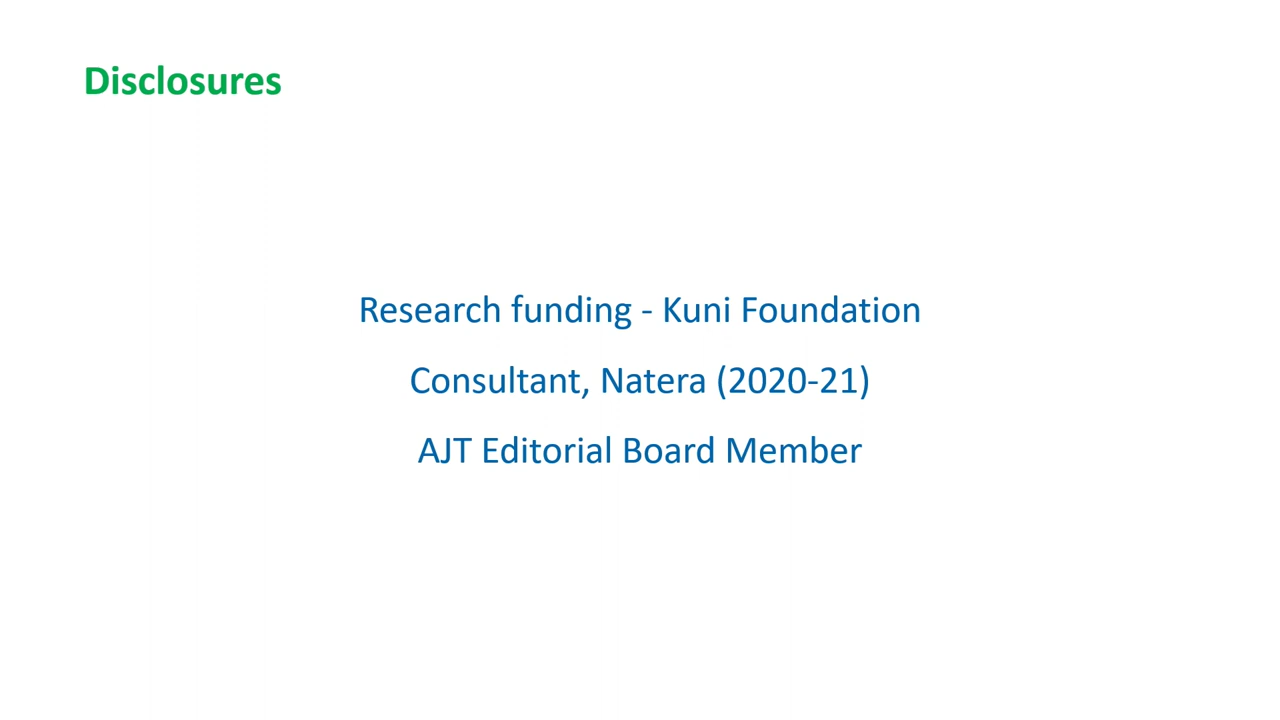 Disclosures
Research funding - Kuni Foundation
Consultant, Natera (2020-21)
AJT Editorial Board Member